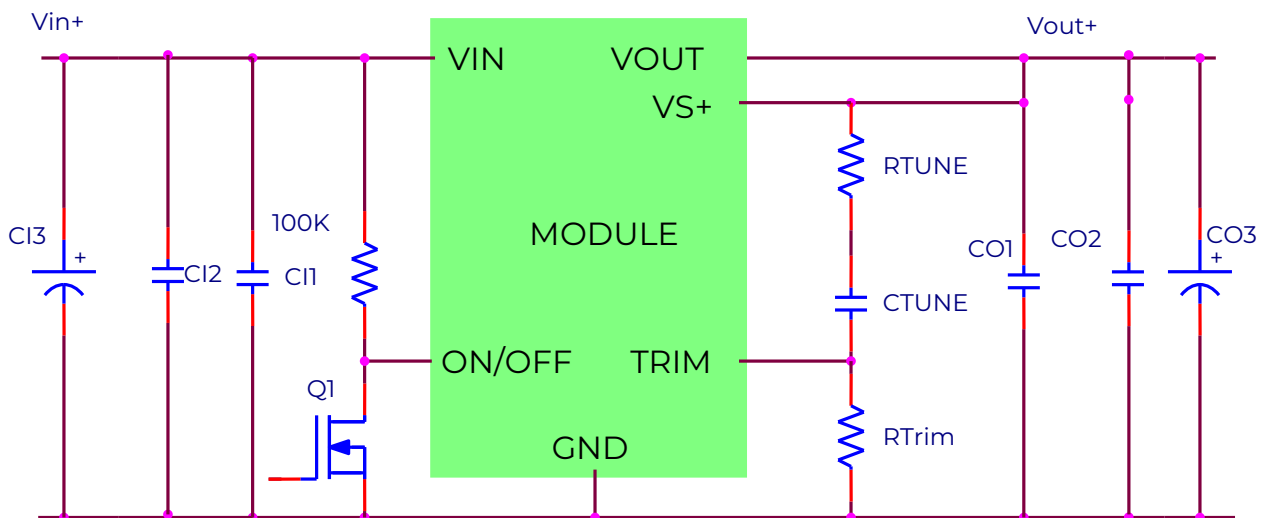 Vin+
Vout+
VIN
VOUT
VS+
RTUNE
100K
CI3
+
CI2
CI1
MODULE
CO1
CO2
CO3
+
CTUNE
ON/OFF
TRIM
Q1
GND
RTrim